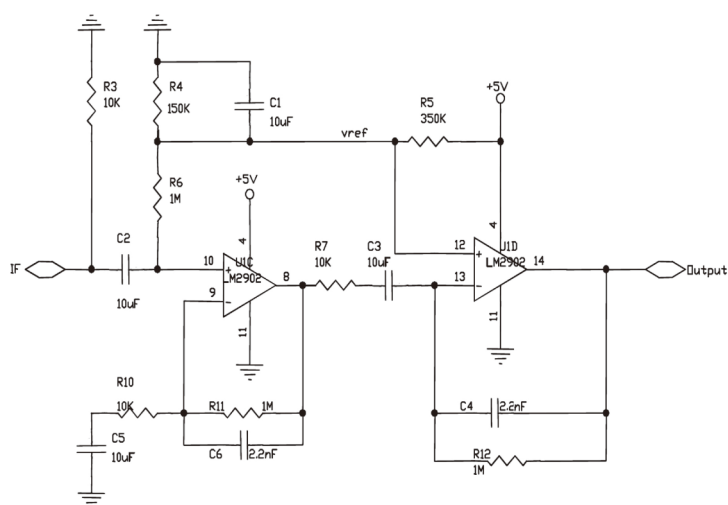 R3
10K
R4
150K
C1
10uF
+5V
R5
350K
vref
R6
1M
+5V
C2
10uF
IF
10
9
4
U1C
LM2902
8
11
R7
10K
C3
10uF
12
13
4
U1D
LM2902
14
11
Output
R10
10K
R11
1M
C6
2.2nF
C5
10uF
C4
2.2nF
R12
1M